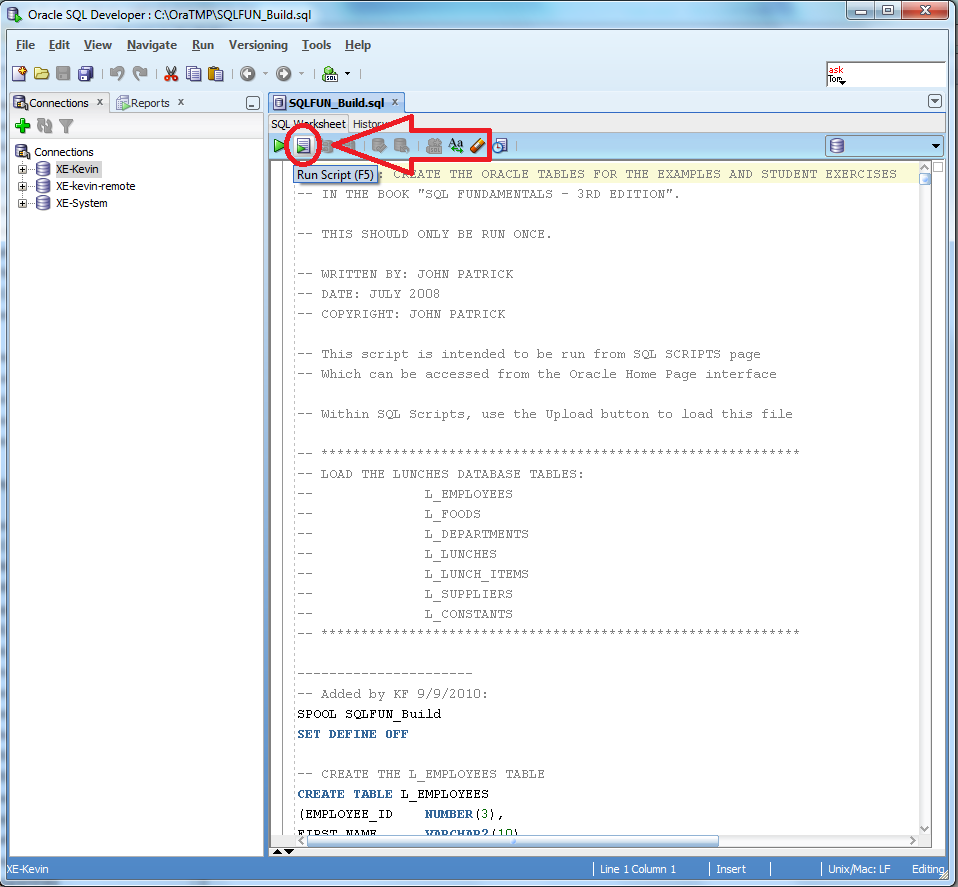 Oracle SQL Developer : C:\OraTMP\SQLFUN_Build.sql
File Edit View Navigate Run Versioning Tools Help
SQL
ask
Tom
Connections x Reports x
SQLFUN_Build.sql x
SQL Worksheet History
Aa
Run Script (F5)
: CREATE THE ORACLE TABLES FOR THE EXAMPLES AND STUDENT EXERCISES
Connections
XE-Kevin
XE-kevin-remote
XE-System
-- IN THE BOOK "SQL FUNDAMENTALS - 3RD EDITION".
-- THIS SHOULD ONLY BE RUN ONCE.
-- WRITTEN BY: JOHN PATRICK
-- DATE: JULY 2008
-- COPYRIGHT: JOHN PATRICK
-- This script is intended to be run from SQL SCRIPTS page
-- Which can be accessed from the Oracle Home Page interface
-- Within SQL Scripts, use the Upload button to load this file
-- ************************************************************
-- LOAD THE LUNCHES DATABASE TABLES:
-- L_EMPLOYEES
-- L_FOODS
-- L_DEPARTMENTS
-- L_LUNCHES
-- L_LUNCH_ITEMS
-- L_SUPPLIERS
-- L_CONSTANTS
-- ************************************************************
----------------------
-- Added by KF 9/9/2010:
SPOOL SQLFUN_Build
SET DEFINE OFF
-- CREATE THE L_EMPLOYEES TABLE
CREATE TABLE L_EMPLOYEES
(EMPLOYEE_ID NUMBER(3),
FIRST_NAME VARCHAR2(10)
XE-Kevin Line 1 Column 1 Insert Unix/Mac: LF Editing